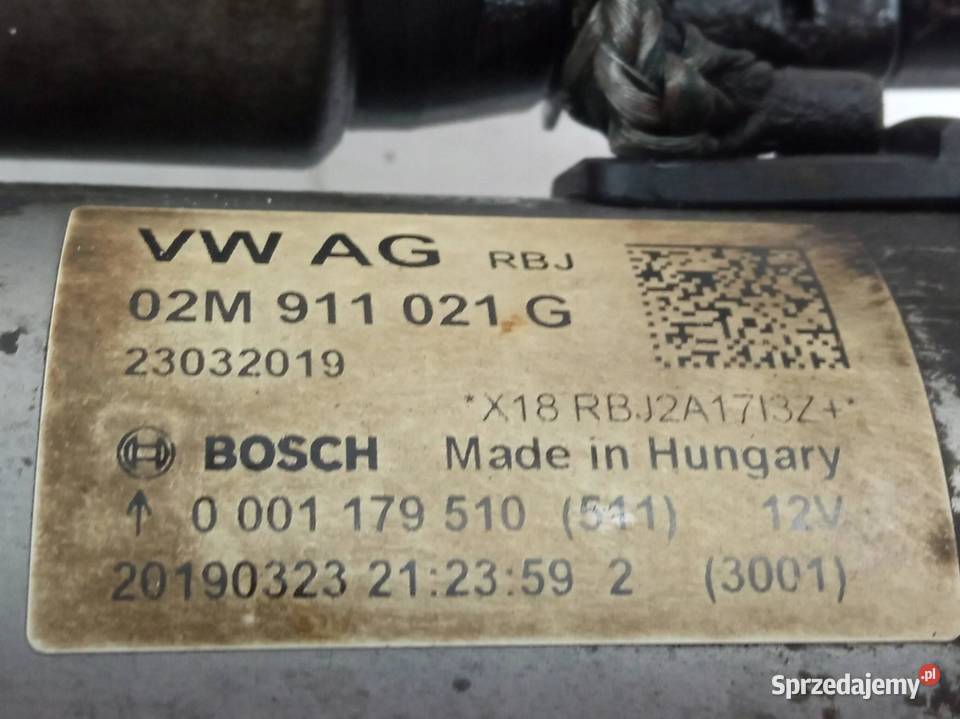 VW AG RBJ
02M 911 021 G
23032019
*X18 RBJ2A17I3Z+*
BOSCH Made in Hungary
↑ 0 001 179 510 (511) 12V
20190323 21:23:59 2 (3001)
Sprzedajemy.pl